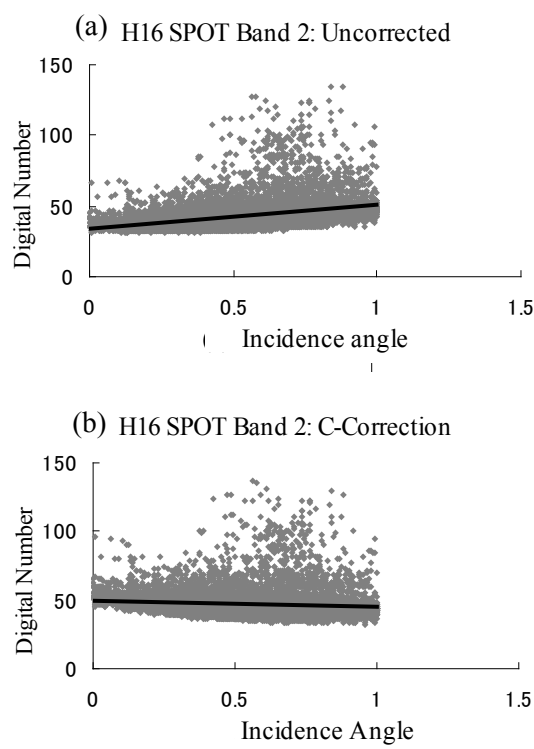 (a) H16 SPOT Band 2: Uncorrected
150
100
50
0
Digital Number
0 0.5 1 1.5
Incidence angle
(b) H16 SPOT Band 2: C-Correction
150
100
50
0
Digital Number
0 0.5 1 1.5
Incidence Angle